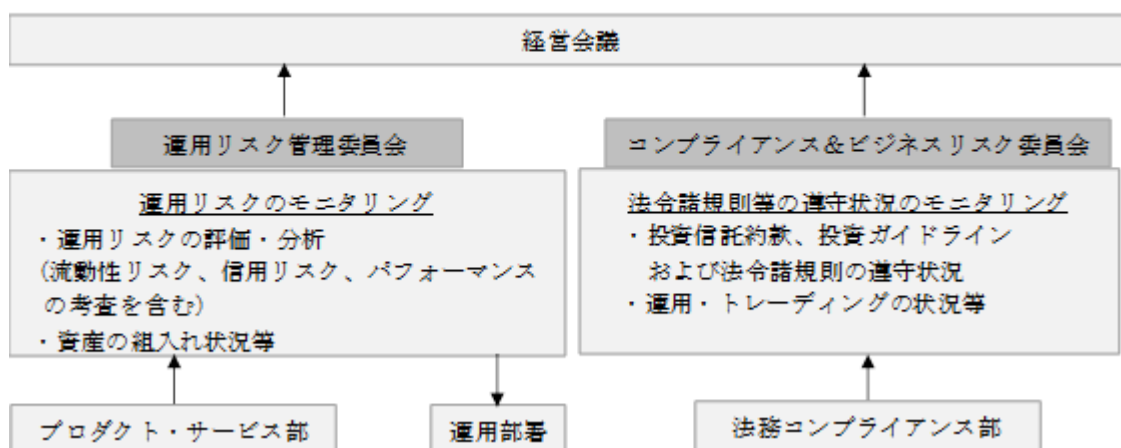 経営会議
運用リスク管理委員会
運用リスクのモニタリング
・運用リスクの評価・分析
(流動性リスク、信用リスク、パフォーマンス
の考査を含む)
・資産の組入れ状況等
プロダクト・サービス部
運用部署
コンプライアンス＆ビジネスリスク委員会
法令諸規則等の遵守状況のモニタリング
・投資信託約款、投資ガイドライン
および法令諸規則の遵守状況
・運用・トレーディングの状況等
法務コンプライアンス部